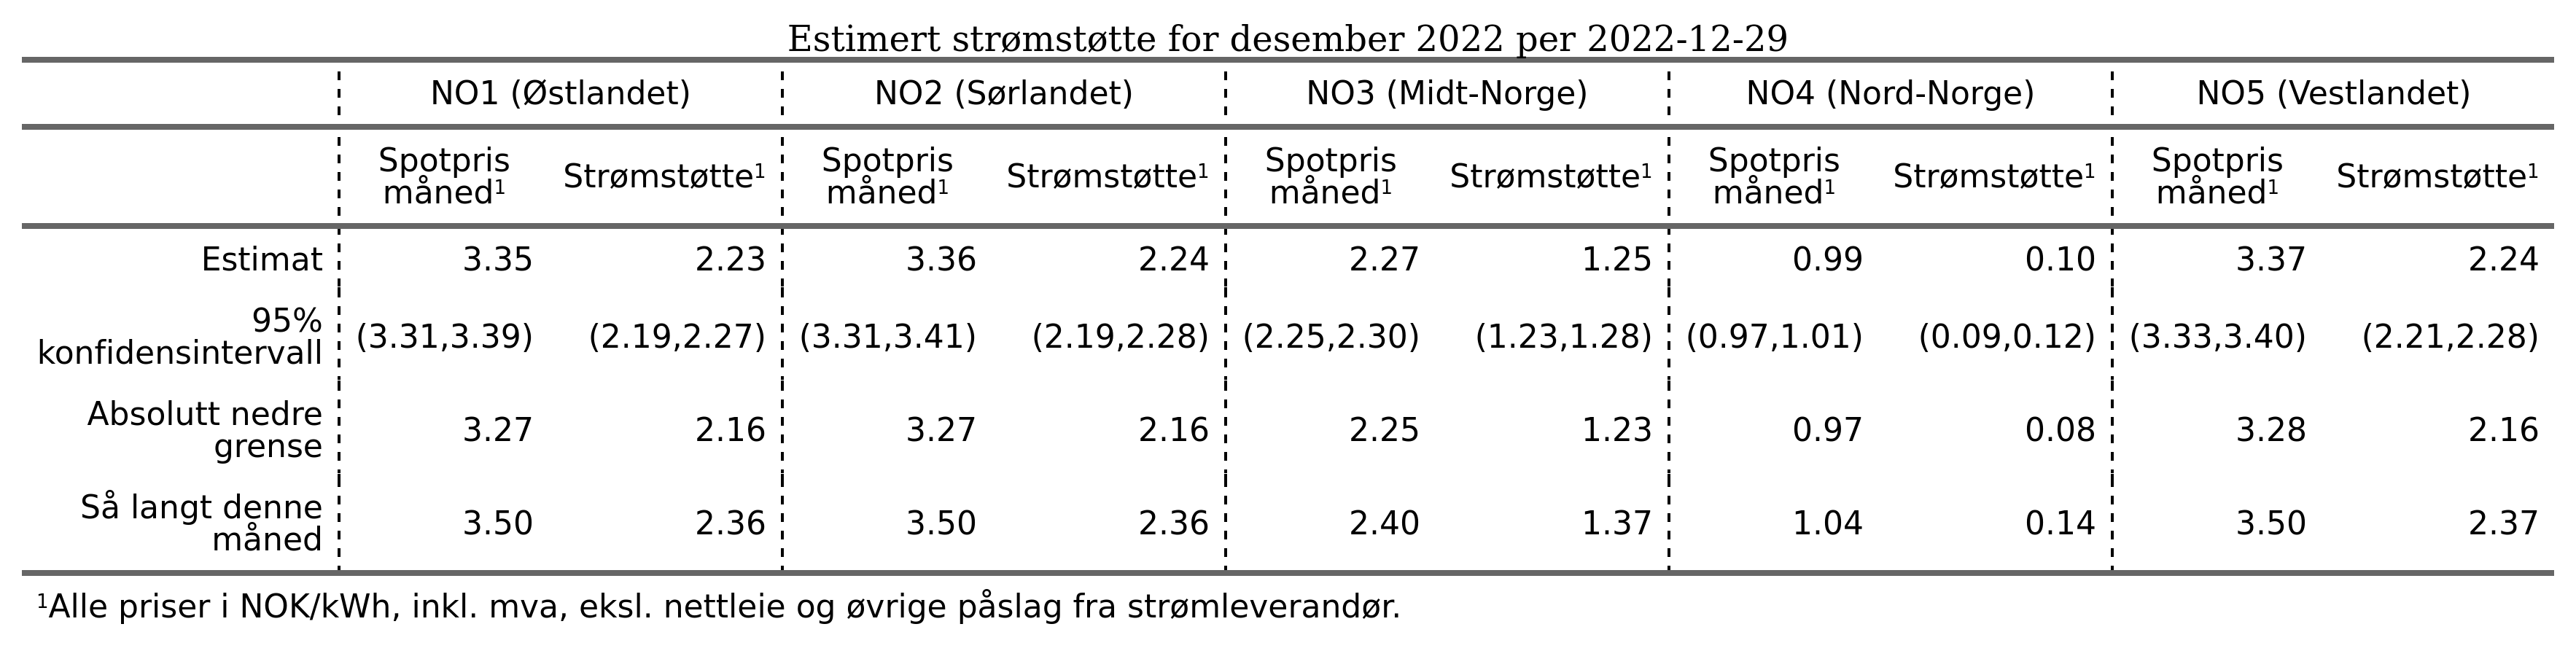 Estimert strømstøtte for desember 2022 per 2022-12-29
NO1 (Østlandet) NO2 (Sørlandet) NO3 (Midt-Norge) NO4 (Nord-Norge) NO5 (Vestlandet)
Spotpris måned¹ Strømstøtte¹ Spotpris måned¹ Strømstøtte¹ Spotpris måned¹ Strømstøtte¹ Spotpris måned¹ Strømstøtte¹ Spotpris måned¹ Strømstøtte¹
Estimat 3.35 2.23 3.36 2.24 2.27 1.25 0.99 0.10 3.37 2.24
95% konfidensintervall (3.31,3.39) (2.19,2.27) (3.31,3.41) (2.19,2.28) (2.25,2.30) (1.23,1.28) (0.97,1.01) (0.09,0.12) (3.33,3.40) (2.21,2.28)
Absolutt nedre grense 3.27 2.16 3.27 2.16 2.25 1.23 0.97 0.08 3.28 2.16
Så langt denne måned 3.50 2.36 3.50 2.36 2.40 1.37 1.04 0.14 3.50 2.37
¹Alle priser i NOK/kWh, inkl. mva, eksl. nettleie og øvrige påslag fra strømleverandør.